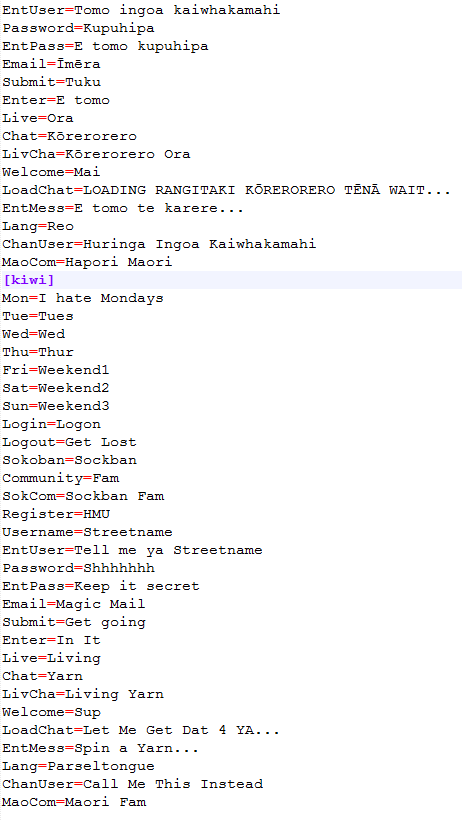 EntUser=Tomo ingoa kaiwhakamahi
Password=Kupuhipa
EntPass=E tomo kupuhipa
Email=Īmēra
Submit=Tuku
Enter=E tomo
Live=Ora
Chat=Kōrerorero
LivCha=Kōrerorero Ora
Welcome=Mai
LoadChat=LOADING RANGITAKI KŌRERORERO TĒNĀ WAIT...
EntMess=E tomo te karere...
Lang=Reo
ChanUser=Huringa Ingoa Kaiwhakamahi
MaoCom=Hapori Maori
[kiwi]
Mon=I hate Mondays
Tue=Tues
Wed=Wed
Thu=Thur
Fri=Weekend1
Sat=Weekend2
Sun=Weekend3
Login=Logon
Logout=Get Lost
Sokoban=Sockban
Community=Fam
SokCom=Sockban Fam
Register=HMU
Username=Streetname
EntUser=Tell me ya Streetname
Password=Shhhhhhh
EntPass=Keep it secret
Email=Magic Mail
Submit=Get going
Enter=In It
Live=Living
Chat=Yarn
LivCha=Living Yarn
Welcome=Sup
LoadChat=Let Me Get Dat 4 YA...
EntMess=Spin a Yarn...
Lang=Parseltongue
ChanUser=Call Me This Instead
MaoCom=Maori Fam